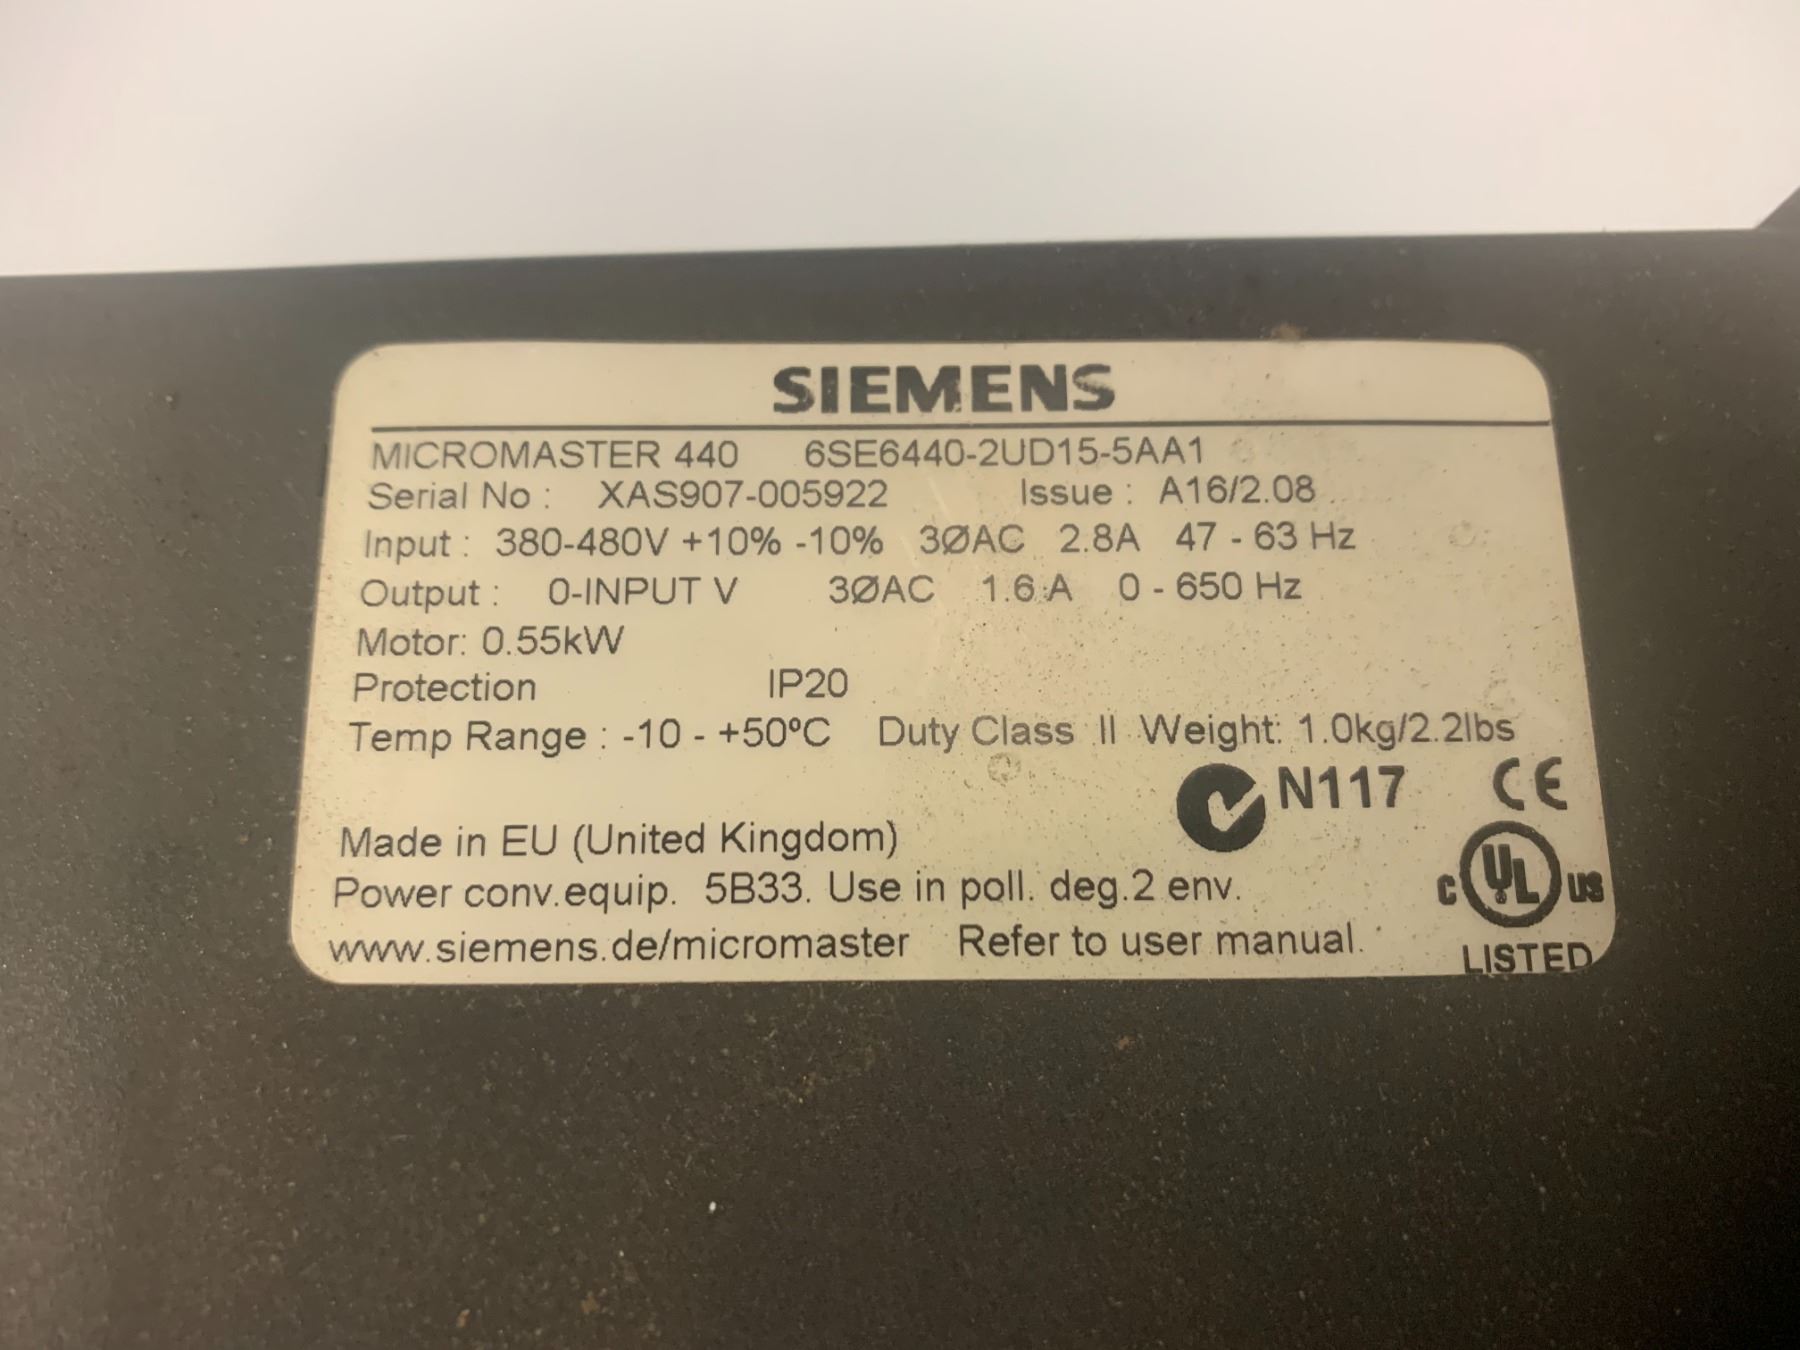 SIEMENS
MICROMASTER 440 6SE6440-2UD15-5AA1
Serial No : XAS907-005922 Issue : A16/2.08
Input : 380-480V +10% -10% 3ØAC 2.8A 47 - 63 Hz
Output : 0-INPUT V 3ØAC 1.6 A 0 - 650 Hz
Motor: 0.55kW
Protection IP20
Temp Range : -10 - +50ºC Duty Class II Weight: 1.0kg/2.2lbs
N117 CE
Made in EU (United Kingdom)
Power conv.equip. 5B33. Use in poll. deg.2 env.
C UL US
www.siemens.de/micromaster Refer to user manual.
LISTED